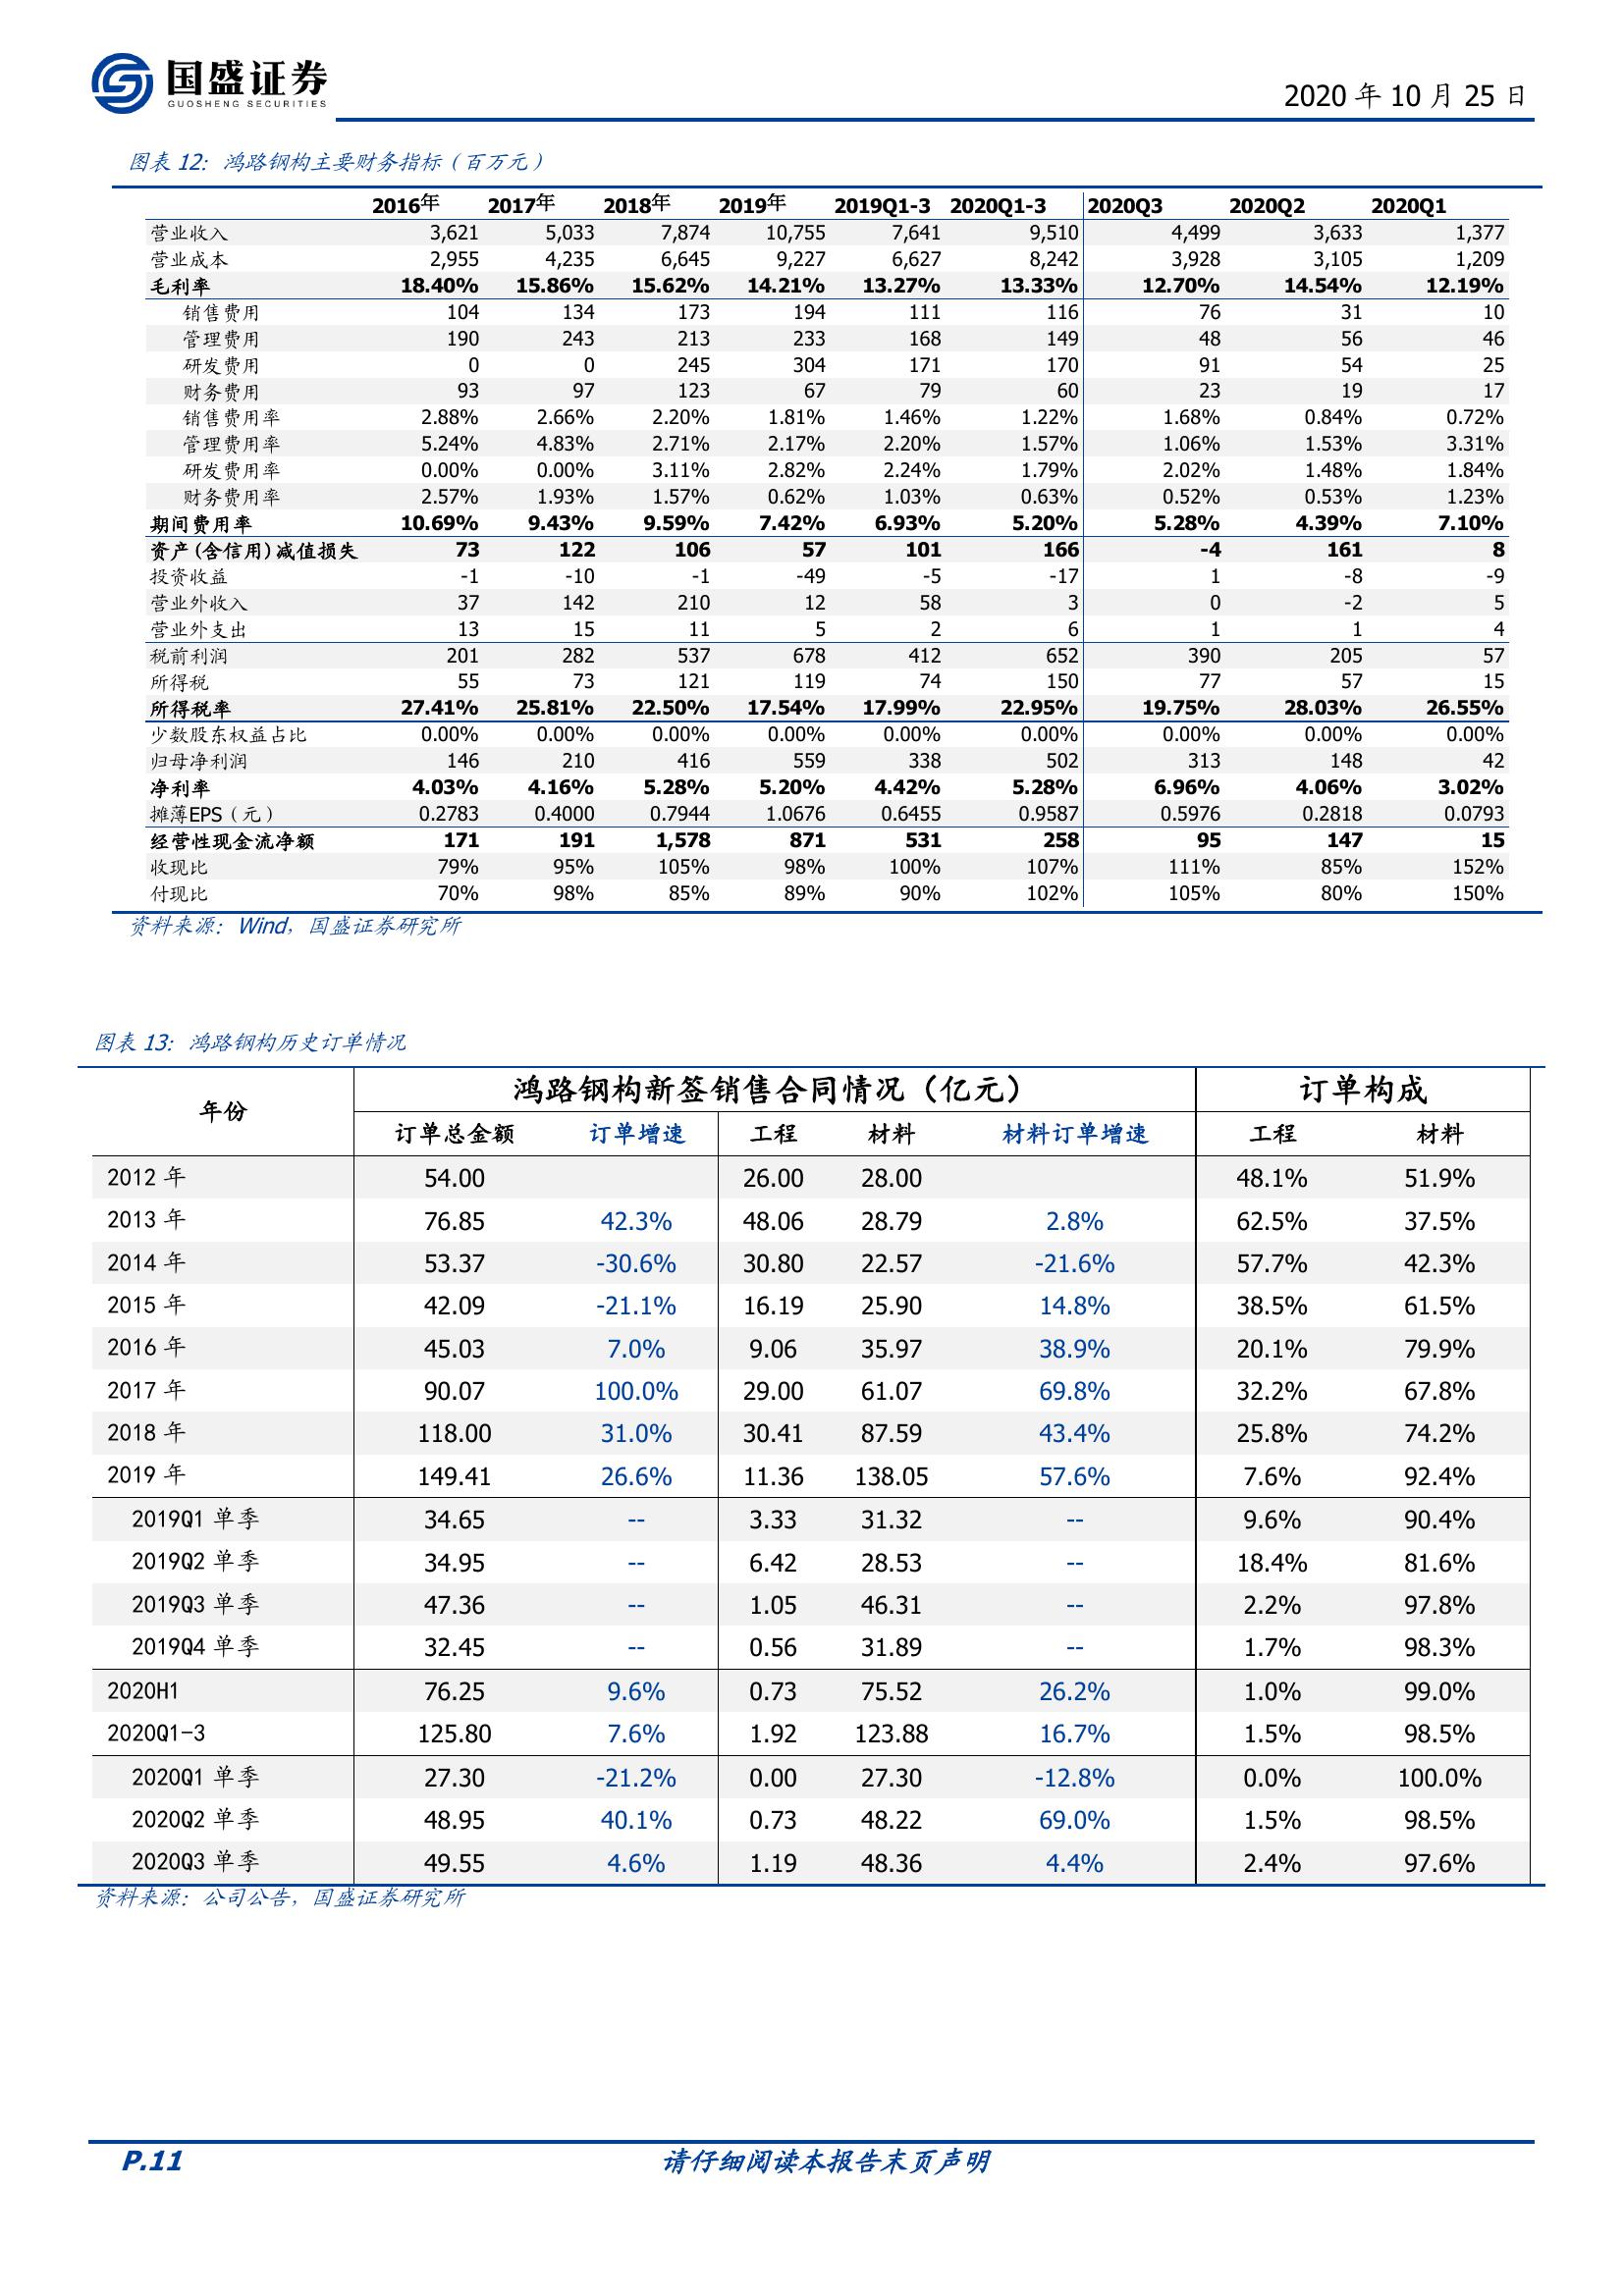 国盛证券
GUOSHENG SECURITIES
2020 年 10 月 25 日
图表 12：鸿路钢构主要财务指标（百万元）
2016年 2017年 2018年 2019年 2019Q1-3 2020Q1-3 2020Q3 2020Q2 2020Q1
营业收入 3,621 5,033 7,874 10,755 7,641 9,510 4,499 3,633 1,377
营业成本 2,955 4,235 6,645 9,227 6,627 8,242 3,928 3,105 1,209
毛利率 18.40% 15.86% 15.62% 14.21% 13.27% 13.33% 12.70% 14.54% 12.19%
销售费用 104 134 173 194 111 116 76 31 10
管理费用 190 243 213 233 168 149 48 56 46
研发费用 0 0 245 304 171 170 91 54 25
财务费用 93 97 123 67 79 60 23 19 17
销售费用率 2.88% 2.66% 2.20% 1.81% 1.46% 1.22% 1.68% 0.84% 0.72%
管理费用率 5.24% 4.83% 2.71% 2.17% 2.20% 1.57% 1.06% 1.53% 3.31%
研发费用率 0.00% 0.00% 3.11% 2.82% 2.24% 1.79% 2.02% 1.48% 1.84%
财务费用率 2.57% 1.93% 1.57% 0.62% 1.03% 0.63% 0.52% 0.53% 1.23%
期间费用率 10.69% 9.43% 9.59% 7.42% 6.93% 5.20% 5.28% 4.39% 7.10%
资产(含信用)减值损失 73 122 106 57 101 166 -4 161 8
投资收益 -1 -10 -1 -49 -5 -17 1 -8 -9
营业外收入 37 142 210 12 58 3 0 -2 5
营业外支出 13 15 11 5 2 6 1 1 4
税前利润 201 282 537 678 412 652 390 205 57
所得税 55 73 121 119 74 150 77 57 15
所得税率 27.41% 25.81% 22.50% 17.54% 17.99% 22.95% 19.75% 28.03% 26.55%
少数股东权益占比 0.00% 0.00% 0.00% 0.00% 0.00% 0.00% 0.00% 0.00% 0.00%
归母净利润 146 210 416 559 338 502 313 148 42
净利率 4.03% 4.16% 5.28% 5.20% 4.42% 5.28% 6.96% 4.06% 3.02%
摊薄EPS（元） 0.2783 0.4000 0.7944 1.0676 0.6455 0.9587 0.5976 0.2818 0.0793
经营性现金流净额 171 191 1,578 871 531 258 95 147 15
收现比 79% 95% 105% 98% 100% 107% 111% 85% 152%
付现比 70% 98% 85% 89% 90% 102% 105% 80% 150%
资料来源：Wind，国盛证券研究所
图表 13：鸿路钢构历史订单情况
年份 鸿路钢构新签销售合同情况（亿元） 订单构成
订单总金额 订单增速 工程 材料 材料订单增速 工程 材料
2012 年 54.00 26.00 28.00 48.1% 51.9%
2013 年 76.85 42.3% 48.06 28.79 2.8% 62.5% 37.5%
2014 年 53.37 -30.6% 30.80 22.57 -21.6% 57.7% 42.3%
2015 年 42.09 -21.1% 16.19 25.90 14.8% 38.5% 61.5%
2016 年 45.03 7.0% 9.06 35.97 38.9% 20.1% 79.9%
2017 年 90.07 100.0% 29.00 61.07 69.8% 32.2% 67.8%
2018 年 118.00 31.0% 30.41 87.59 43.4% 25.8% 74.2%
2019 年 149.41 26.6% 11.36 138.05 57.6% 7.6% 92.4%
2019Q1 单季 34.65 -- 3.33 31.32 -- 9.6% 90.4%
2019Q2 单季 34.95 -- 6.42 28.53 -- 18.4% 81.6%
2019Q3 单季 47.36 -- 1.05 46.31 -- 2.2% 97.8%
2019Q4 单季 32.45 -- 0.56 31.89 -- 1.7% 98.3%
2020H1 76.25 9.6% 0.73 75.52 26.2% 1.0% 99.0%
2020Q1-3 125.80 7.6% 1.92 123.88 16.7% 1.5% 98.5%
2020Q1 单季 27.30 -21.2% 0.00 27.30 -12.8% 0.0% 100.0%
2020Q2 单季 48.95 40.1% 0.73 48.22 69.0% 1.5% 98.5%
2020Q3 单季 49.55 4.6% 1.19 48.36 4.4% 2.4% 97.6%
资料来源：公司公告，国盛证券研究所
P.11 请仔细阅读本报告末页声明